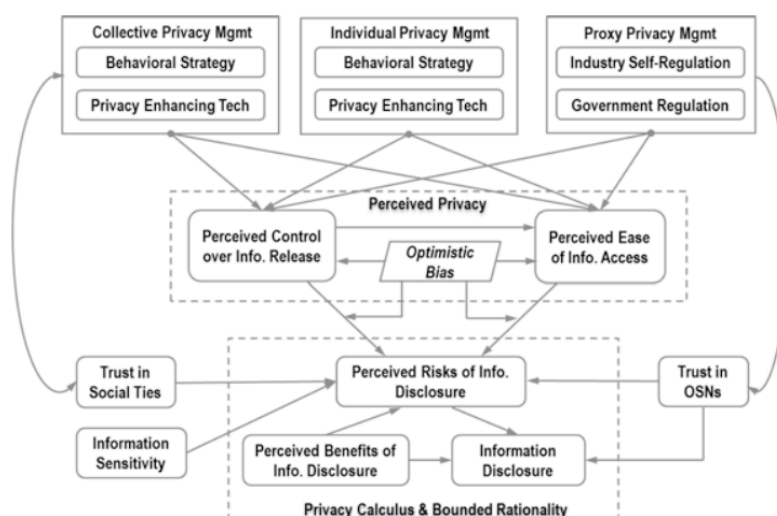 Collective Privacy Mgmt
Behavioral Strategy
Privacy Enhancing Tech
Individual Privacy Mgmt
Behavioral Strategy
Privacy Enhancing Tech
Proxy Privacy Mgmt
Industry Self-Regulation
Government Regulation
Perceived Privacy
Perceived Control
over Info. Release
Optimistic
Bias
Perceived Ease
of Info. Access
Trust in
Social Ties
Perceived Risks of Info.
Disclosure
Trust in
OSNs
Information
Sensitivity
Perceived Benefits of
Info. Disclosure
Information
Disclosure
Privacy Calculus & Bounded Rationality